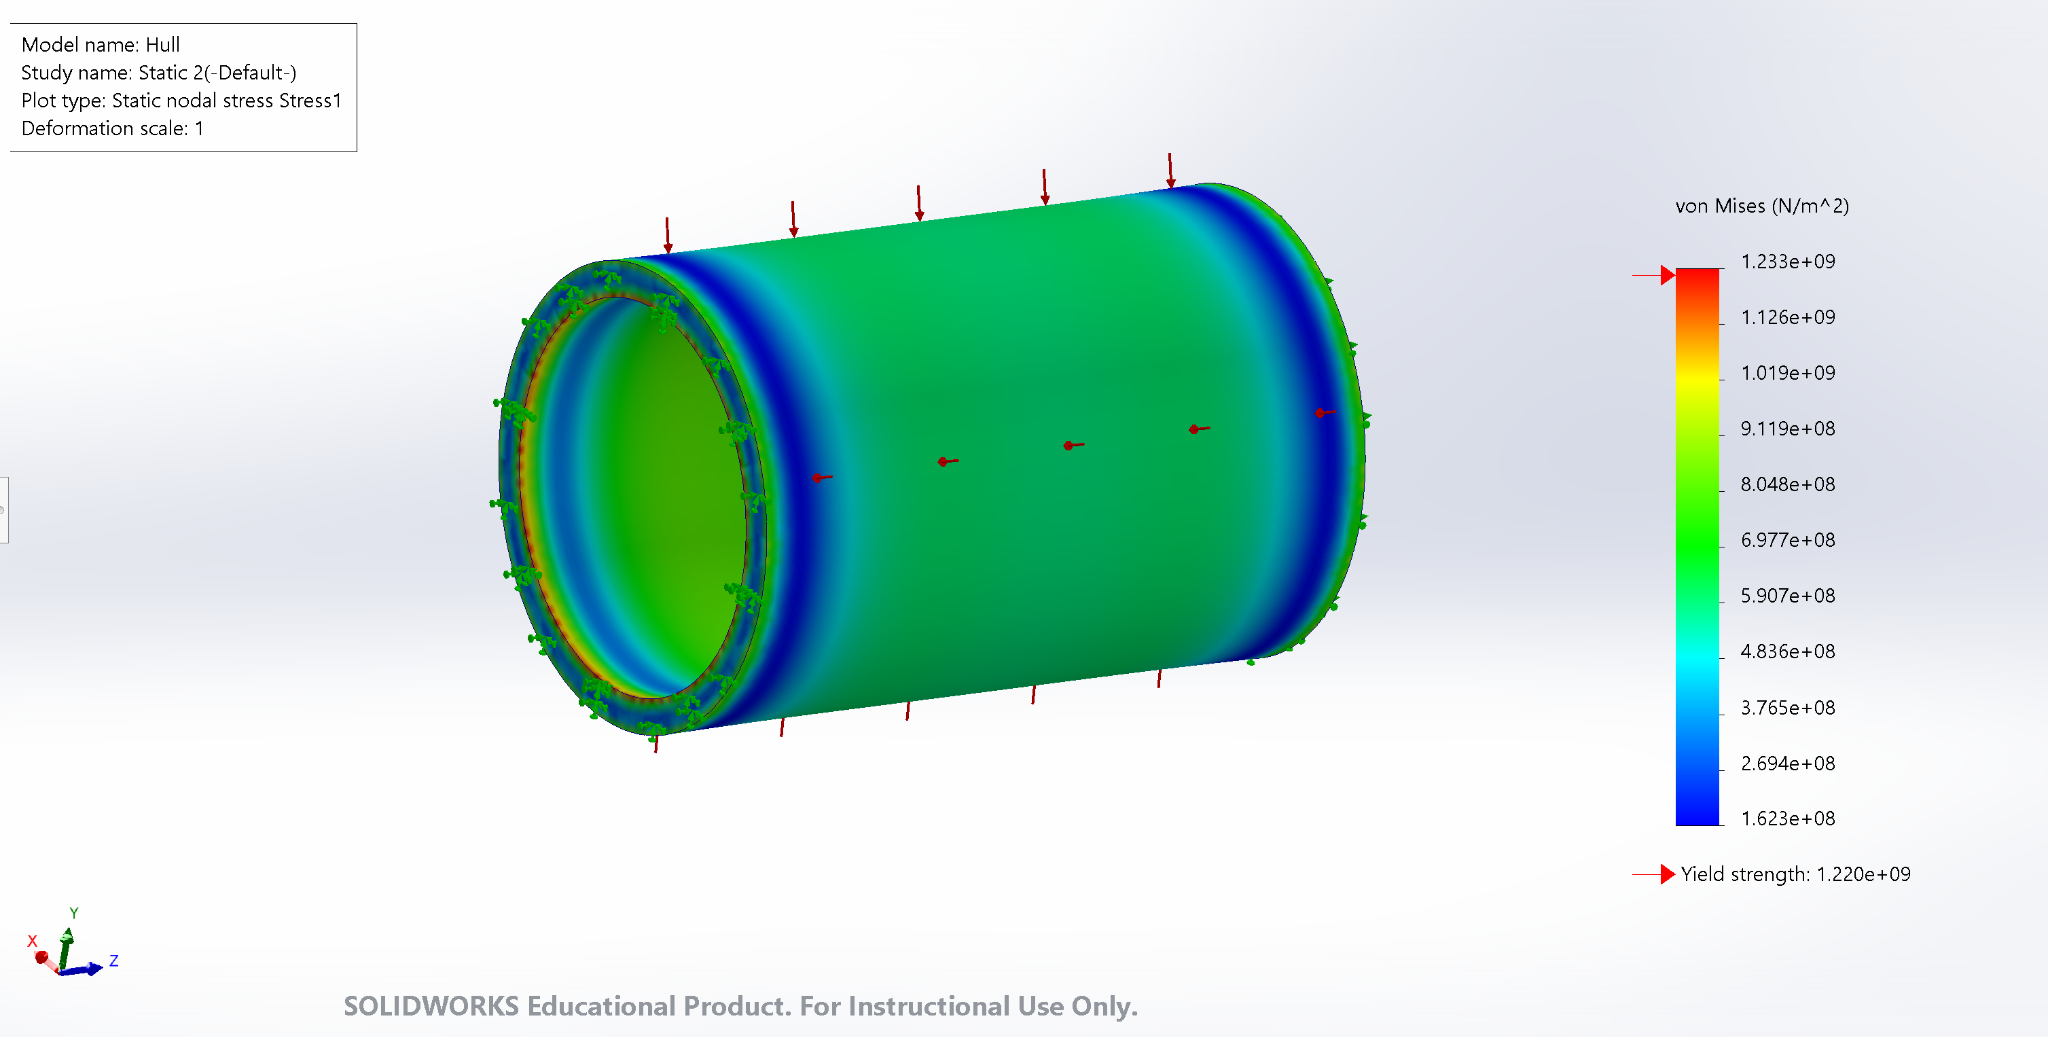 Model name: Hull
Study name: Static 2(-Default-)
Plot type: Static nodal stress Stress1
Deformation scale: 1
von Mises (N/m^2)
1.233e+09
1.126e+09
1.019e+09
9.119e+08
8.048e+08
6.977e+08
5.907e+08
4.836e+08
3.765e+08
2.694e+08
1.623e+08
Yield strength: 1.220e+09
Y
X
Z
SOLIDWORKS Educational Product. For Instructional Use Only.